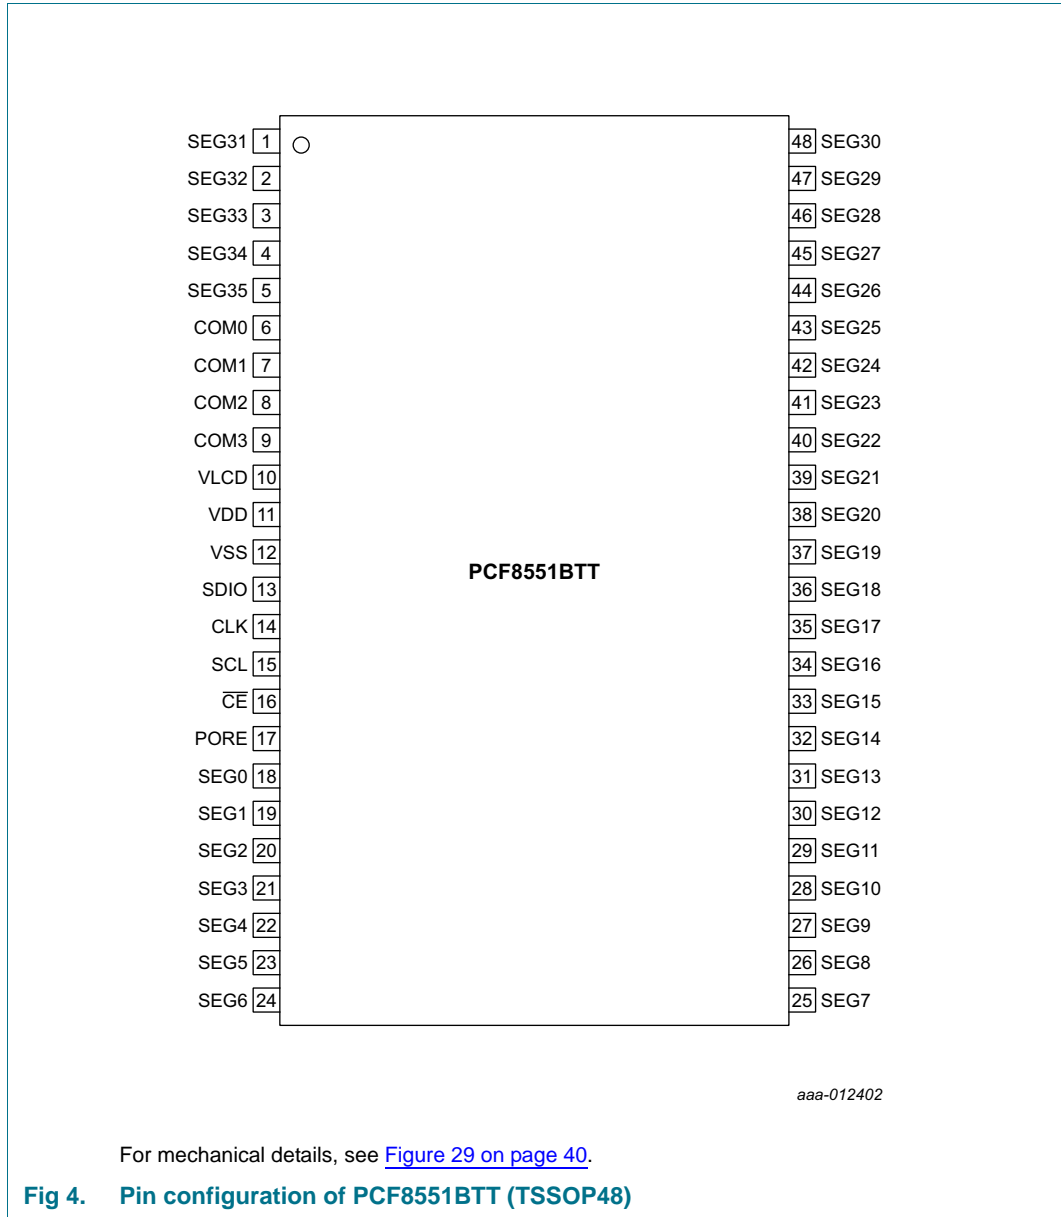 SEG31 1 48 SEG30
SEG32 2 47 SEG29
SEG33 3 46 SEG28
SEG34 4 45 SEG27
SEG35 5 44 SEG26
COM0 6 43 SEG25
COM1 7 42 SEG24
COM2 8 41 SEG23
COM3 9 40 SEG22
VLCD 10 39 SEG21
VDD 11 38 SEG20
VSS 12 37 SEG19
PCF8551BTT
SDIO 13 36 SEG18
CLK 14 35 SEG17
SCL 15 34 SEG16
C̅E̅ 16 33 SEG15
PORE 17 32 SEG14
SEG0 18 31 SEG13
SEG1 19 30 SEG12
SEG2 20 29 SEG11
SEG3 21 28 SEG10
SEG4 22 27 SEG9
SEG5 23 26 SEG8
SEG6 24 25 SEG7
aaa-012402
For mechanical details, see Figure 29 on page 40.
Fig 4. Pin configuration of PCF8551BTT (TSSOP48)